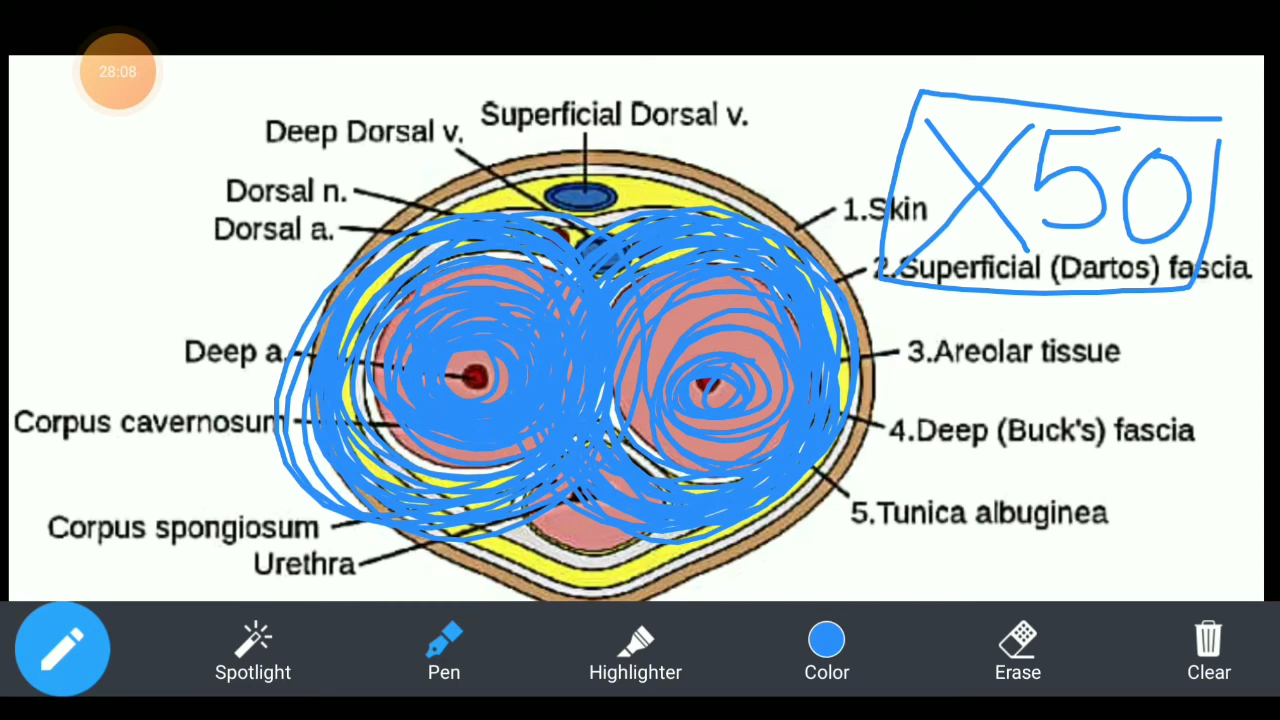 28:08
Superficial Dorsal v.
Deep Dorsal v.
X50
Dorsal n.
1.Skin
Dorsal a.
2.Superficial (Dartos) fascia
Deep a.
3.Areolar tissue
Corpus cavernosum
4.Deep (Buck's) fascia
5.Tunica albuginea
Corpus spongiosum
Urethra
Spotlight
Pen
Highlighter
Color
Erase
Clear